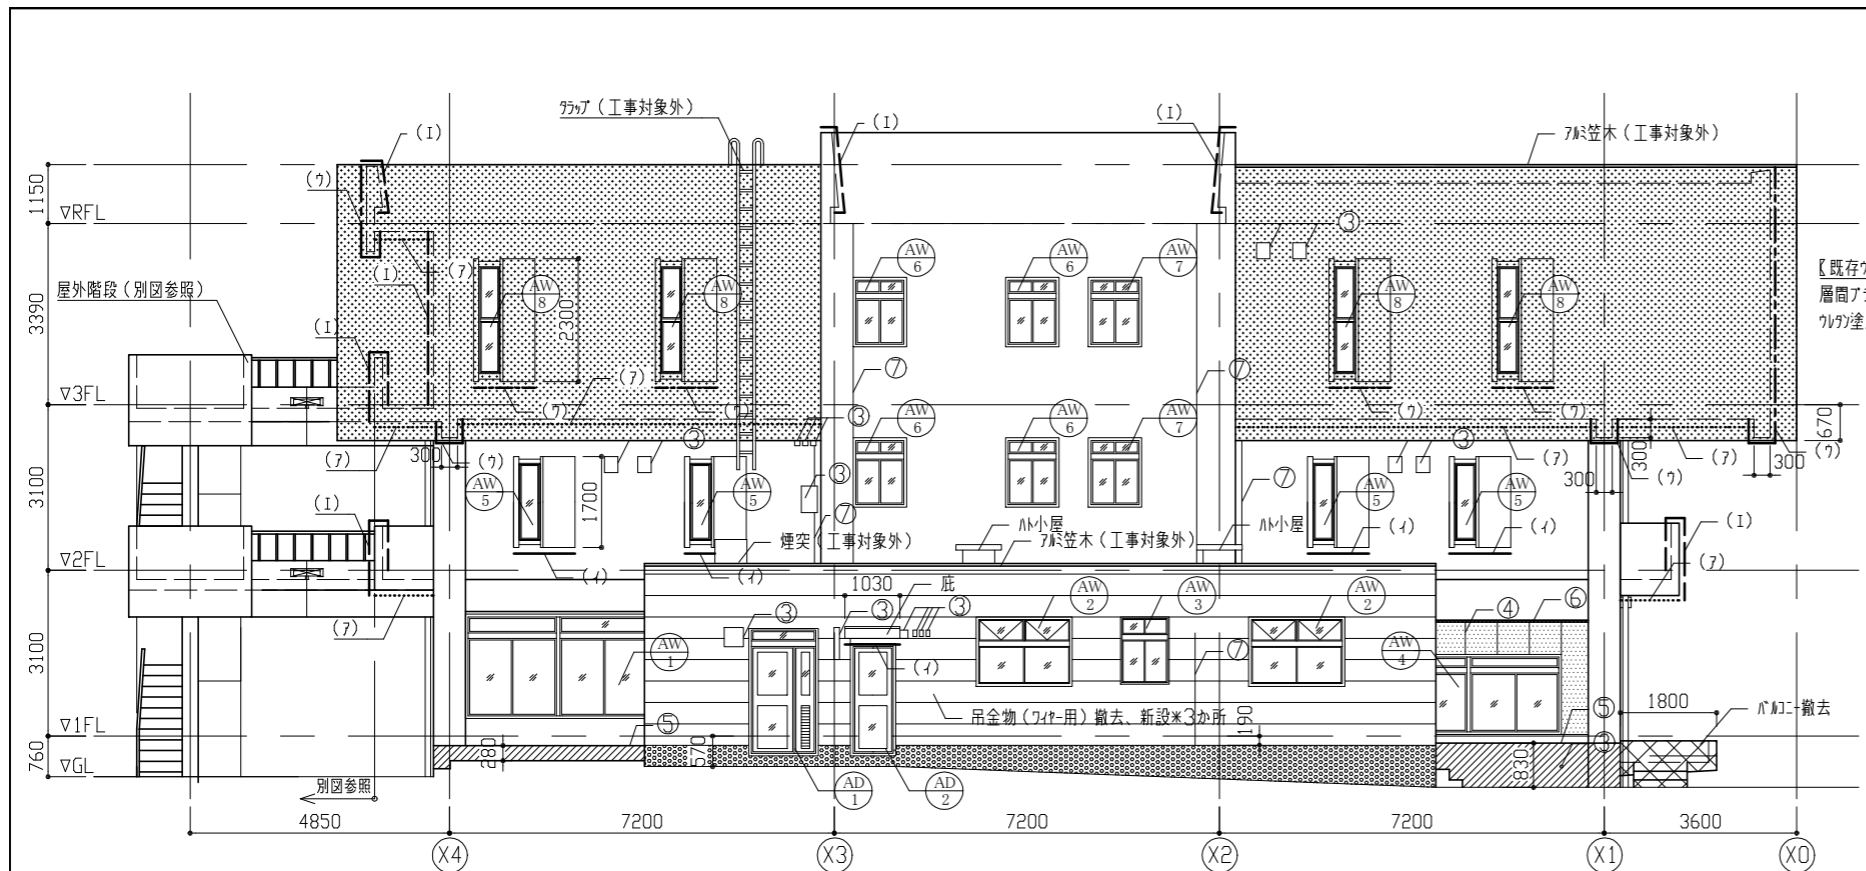 ﾀﾗｯﾌﾟ（工事対象外）
(I)
(I)
(I)
ｱﾙﾐ笠木（工事対象外）
(ｳ)
1150
▽RFL
③
AW
6
AW
6
AW
7
(ｱ)
(I)
屋外階段（別図参照）
AW
8
AW
8
2300
AW
8
AW
8
〖既存
3390
(I)
⑦
⑦
(ｱ)
▽3FL
(ｳ)
(ｳ)
(ｳ)
(ｳ)
670
③
AW
6
AW
6
AW
7
300
(ｳ)
(ｱ)
③
③
(ｱ)
(ｱ)
300
(ｳ)
300
(ｳ)
300
3100
AW
5
1700
AW
5
③
⑦
⑦
AW
5
AW
5
(I)
ﾊﾄ小屋
ﾊﾄ小屋
(ｲ)
(ｲ)
(I)
煙突（工事対象外）
ｱﾙﾐ笠木（工事対象外）
▽2FL
(ｲ)
(ｲ)
(ｱ)
1030
庇
(ｱ)
③
③
③
AW
2
AW
3
AW
2
④
⑥
3100
AW
1
(ｲ)
⑦
AW
4
吊金物（ﾜｲﾔｰ用）撤去、新設※3か所
⑤
⑤
1800
ﾊﾞﾙｺﾆｰ撤去
▽1FL
280
570
190
③
830
760
▽GL
別図参照
AD
1
AD
2
4850
7200
7200
7200
3600
X4
X3
X2
X1
X0